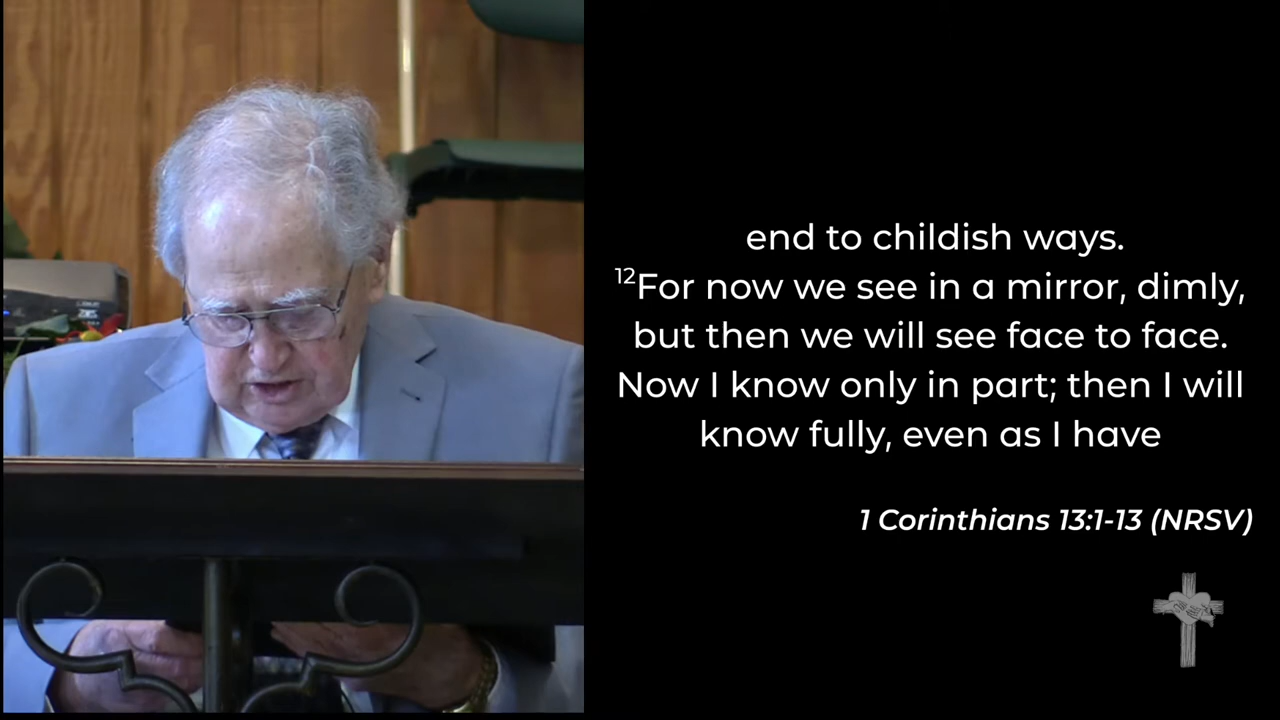 end to childish ways.
¹²For now we see in a mirror, dimly,
but then we will see face to face.
Now I know only in part; then I will
know fully, even as I have
1 Corinthians 13:1-13 (NRSV)